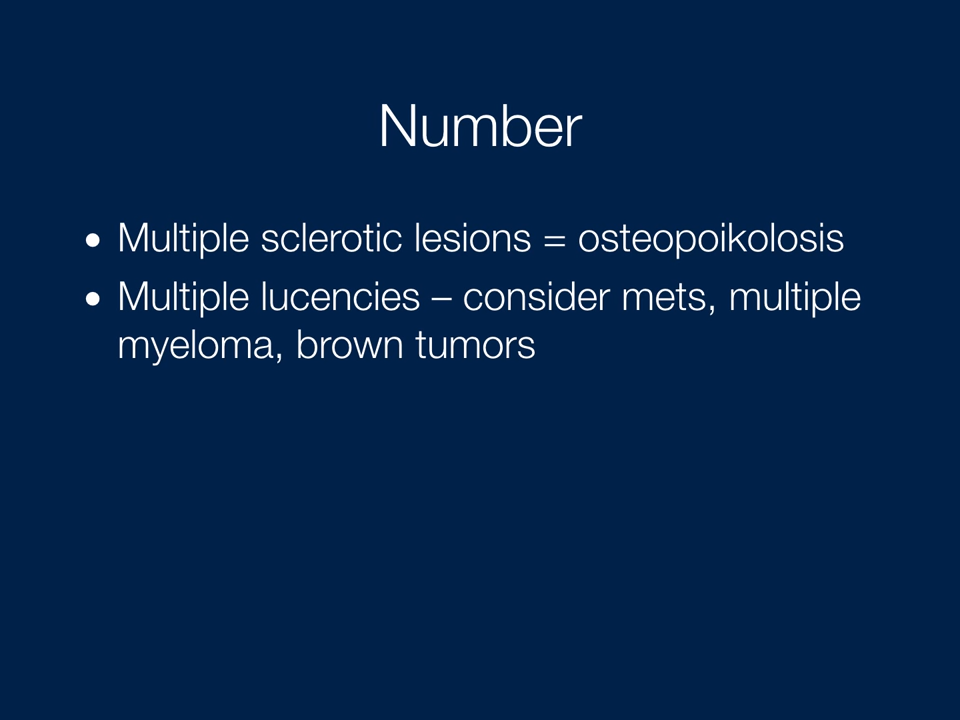 Number
• Multiple sclerotic lesions = osteopoikolosis
• Multiple lucencies – consider mets, multiple
myeloma, brown tumors